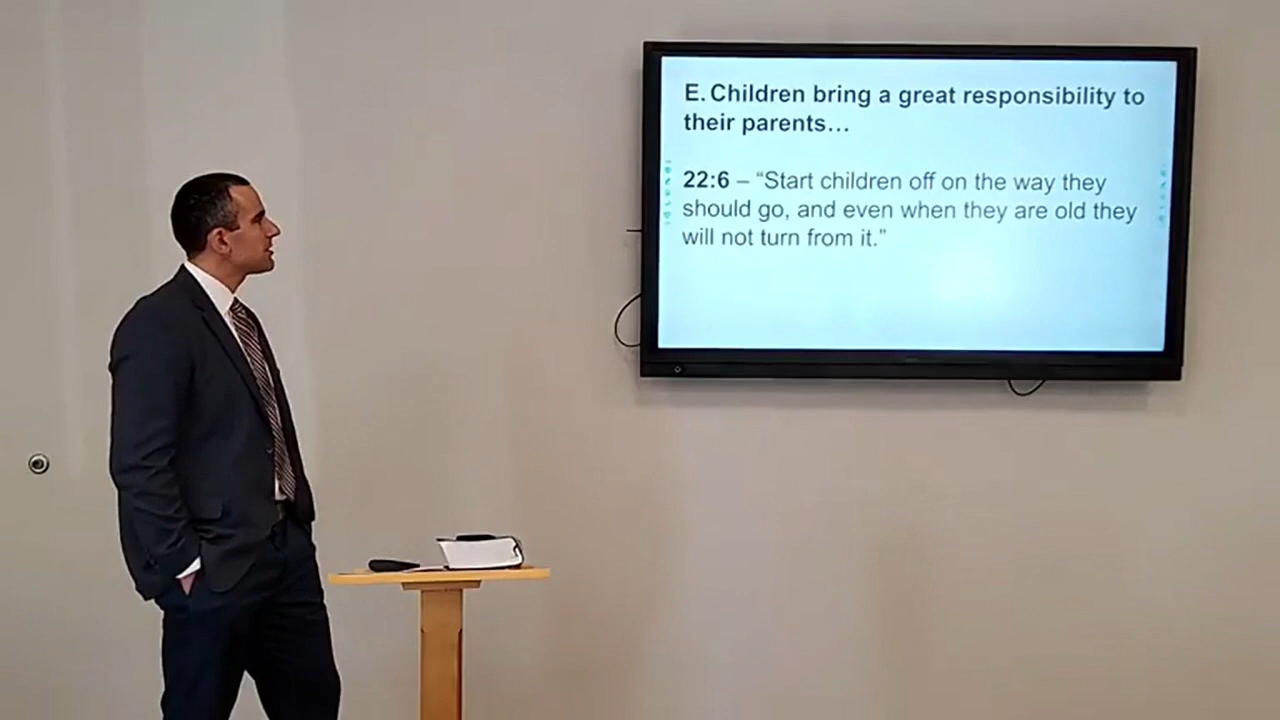 E. Children bring a great responsibility to
their parents…
22:6 – “Start children off on the way they
should go, and even when they are old they
will not turn from it.”